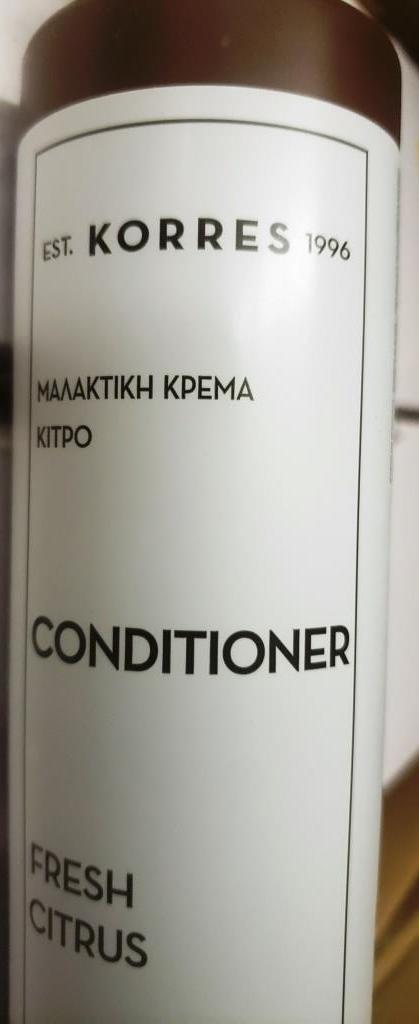 EST. KORRES 1996
ΜΑΛΑΚΤΙΚΗ ΚΡΕΜΑ
ΚΙΤΡΟ
CONDITIONER
FRESH
CITRUS